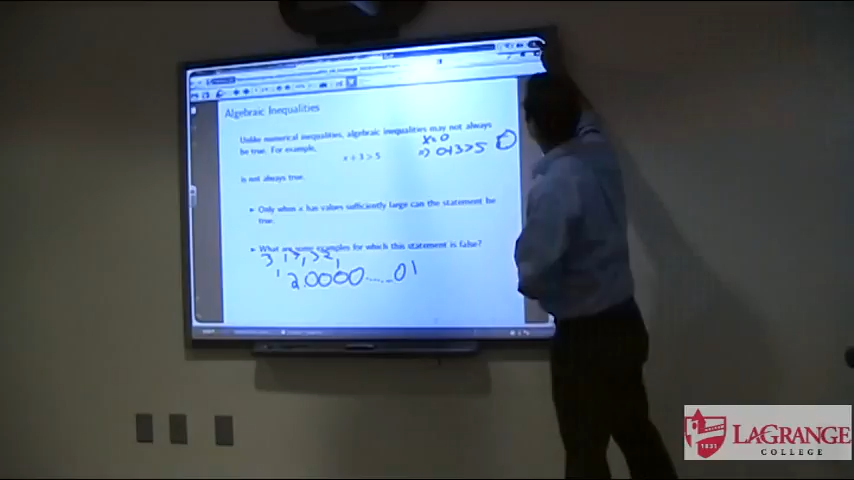 Algebraic Inequalities
Unlike numerical inequalities, algebraic inequalities may not always
be true. For example,
x + 3 > 5
x=0
⇒ 0+3>5
is not always true.
▸ Only when x has values sufficiently large can the statement be
true.
▸ What are some examples for which this statement is false?
2.0000.....01
LAGRANGE
COLLEGE
1831